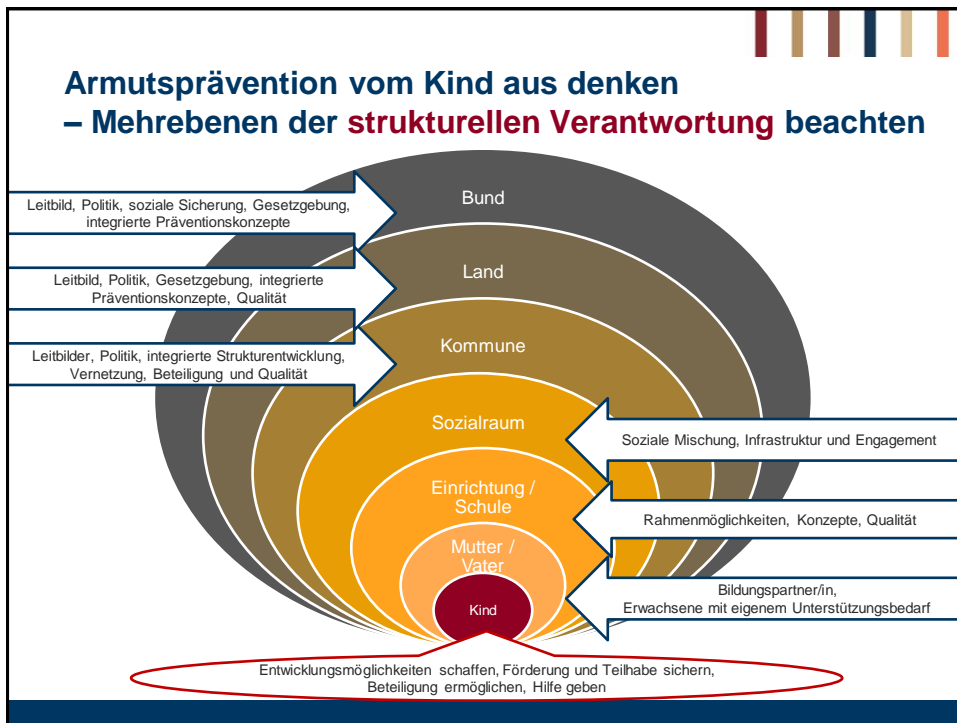 Armutsprävention vom Kind aus denken
– Mehrebenen der strukturellen Verantwortung beachten
Bund
Leitbild, Politik, soziale Sicherung, Gesetzgebung,
integrierte Präventionskonzepte
Land
Leitbild, Politik, Gesetzgebung, integrierte
Präventionskonzepte, Qualität
Kommune
Leitbilder, Politik, integrierte Strukturentwicklung,
Vernetzung, Beteiligung und Qualität
Sozialraum
Soziale Mischung, Infrastruktur und Engagement
Einrichtung /
Schule
Rahmenmöglichkeiten, Konzepte, Qualität
Mutter /
Vater
Bildungspartner/in,
Erwachsene mit eigenem Unterstützungsbedarf
Kind
Entwicklungsmöglichkeiten schaffen, Förderung und Teilhabe sichern,
Beteiligung ermöglichen, Hilfe geben